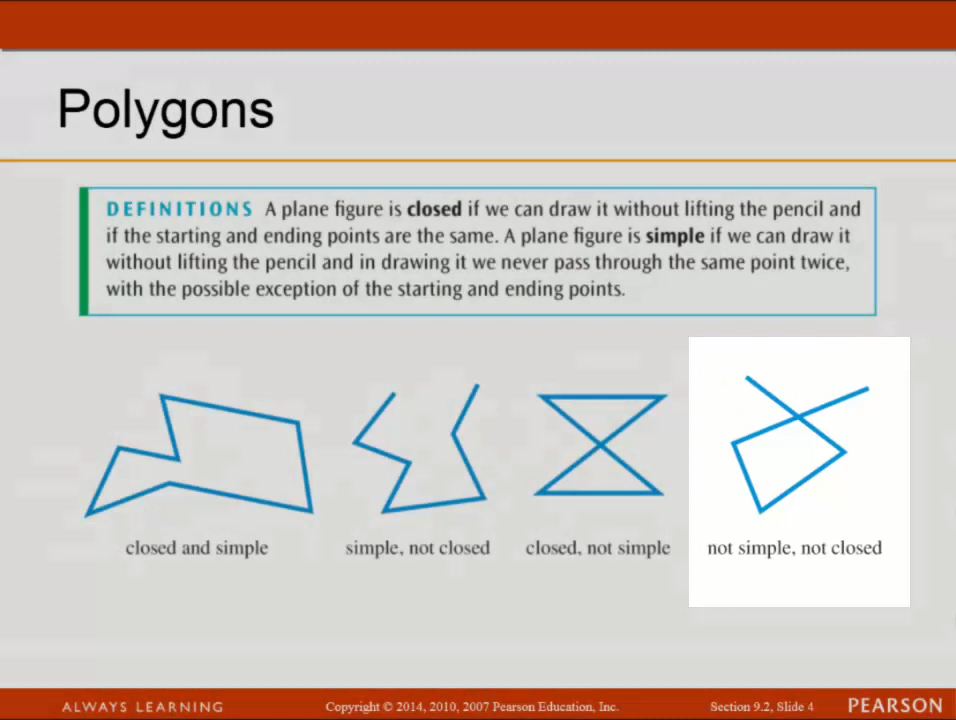 Polygons
DEFINITIONS A plane figure is closed if we can draw it without lifting the pencil and
if the starting and ending points are the same. A plane figure is simple if we can draw it
without lifting the pencil and in drawing it we never pass through the same point twice,
with the possible exception of the starting and ending points.
closed and simple
simple, not closed
closed, not simple
not simple, not closed
ALWAYS LEARNING
Copyright © 2014, 2010, 2007 Pearson Education, Inc.
Section 9.2, Slide 4
PEARSON